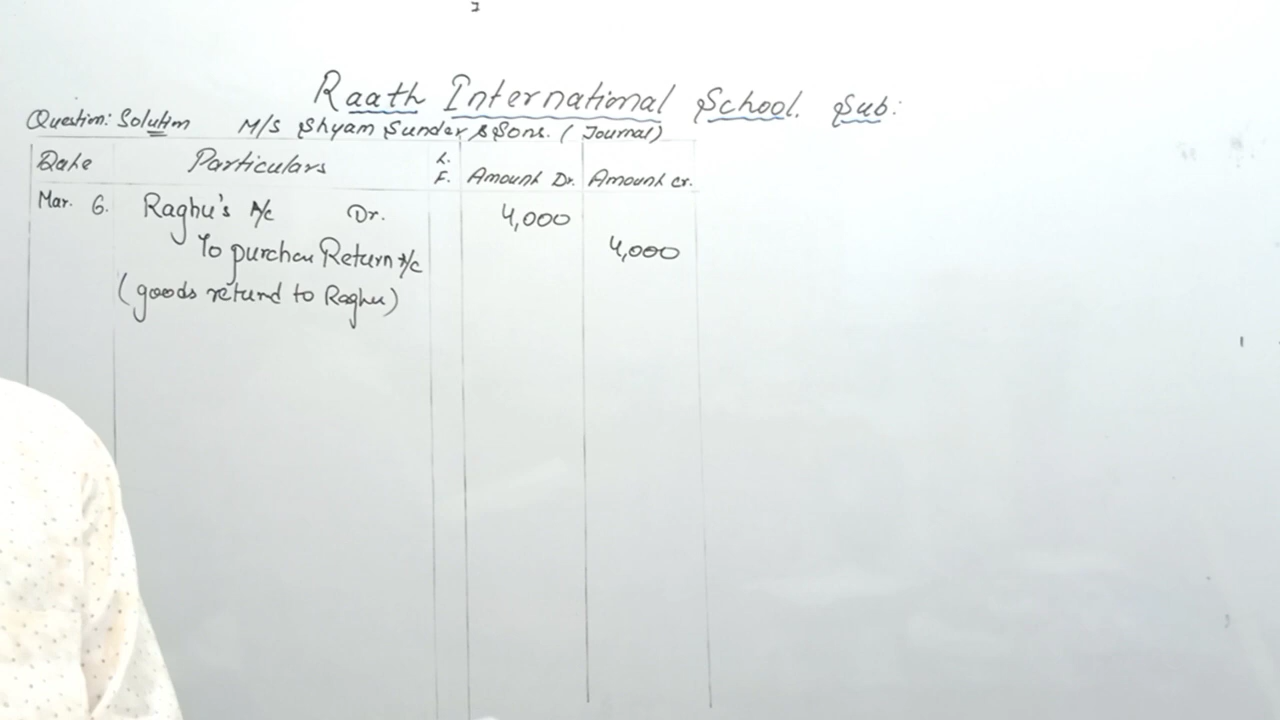 Raath International School. Sub:
Question: Solution M/S Shyam Sunder & Sons. (Journal)
Date Particulars L. F. Amount Dr. Amount Cr.
Mar. 6. Raghu's A/c Dr. 4,000
To purchase Return A/c 4,000
(goods returnd to Raghu)